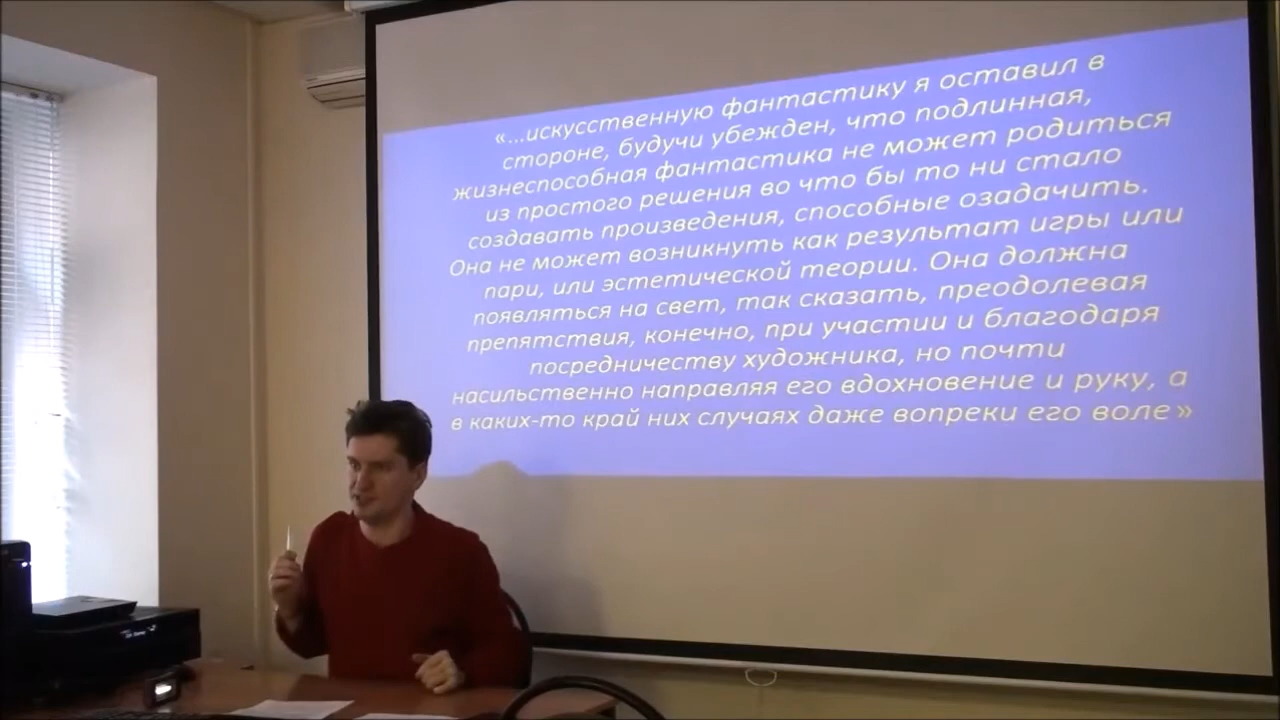 «...искусственную фантастику я оставил в
стороне, будучи убежден, что подлинная,
жизнеспособная фантастика не может родиться
из простого решения во что бы то ни стало
создавать произведения, способные озадачить.
Она не может возникнуть как результат игры или
пари, или эстетической теории. Она должна
появляться на свет, так сказать, преодолевая
препятствия, конечно, при участии и благодаря
посредничеству художника, но почти
насильственно направляя его вдохновение и руку, а
в каких-то край них случаях даже вопреки его воле»